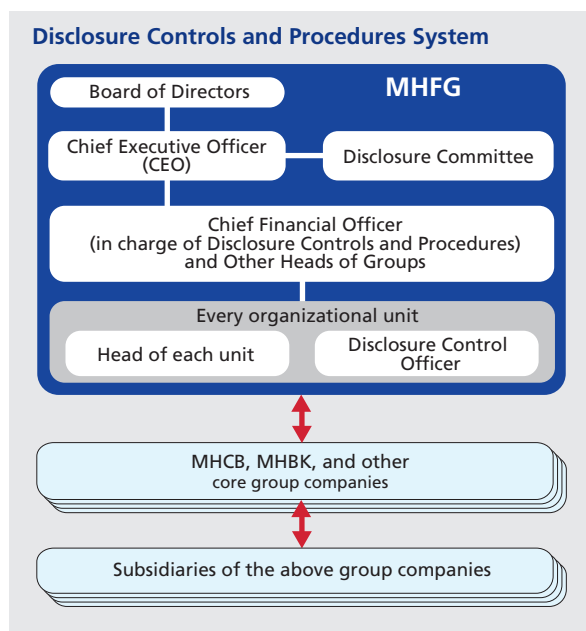 Disclosure Controls and Procedures System
MHFG
Board of Directors
Chief Executive Officer
(CEO)
Disclosure Committee
Chief Financial Officer
(in charge of Disclosure Controls and Procedures)
and Other Heads of Groups
Every organizational unit
Head of each unit
Disclosure Control
Officer
MHCB, MHBK, and other
core group companies
Subsidiaries of the above group companies